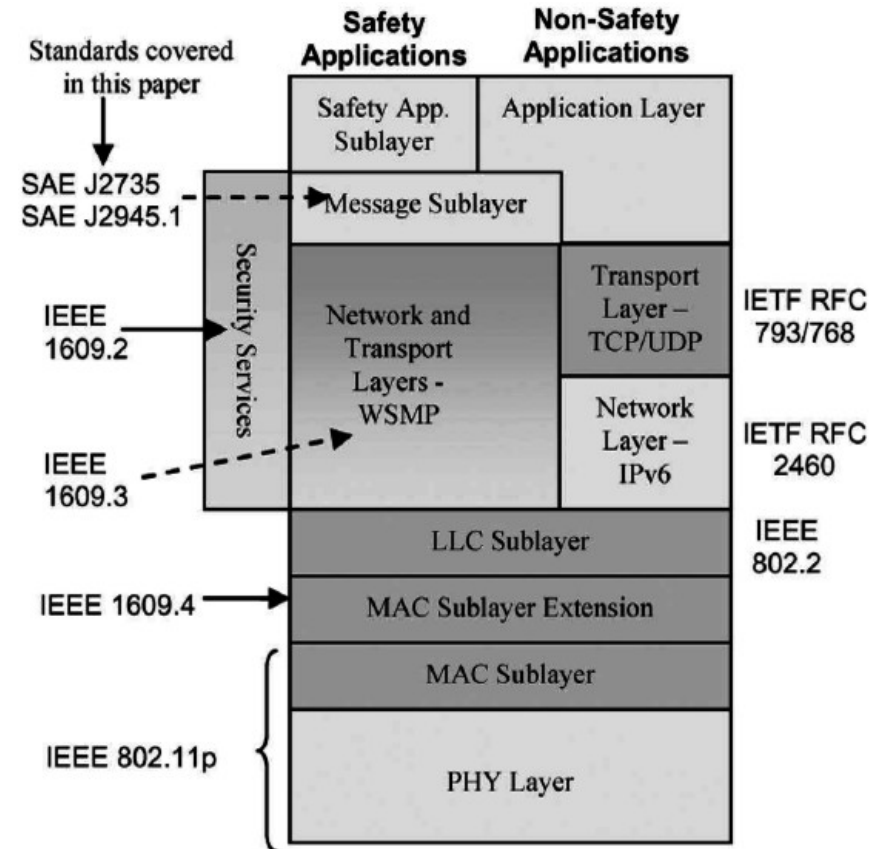 Safety
Applications
Non-Safety
Applications
Standards covered
in this paper
Safety App.
Sublayer
Application Layer
SAE J2735
SAE J2945.1
Message Sublayer
Security Services
IEEE
1609.2
Network and
Transport
Layers -
WSMP
Transport
Layer –
TCP/UDP
IETF RFC
793/768
Network
Layer –
IPv6
IETF RFC
2460
IEEE
1609.3
LLC Sublayer
IEEE
802.2
IEEE 1609.4
MAC Sublayer Extension
MAC Sublayer
IEEE 802.11p
PHY Layer